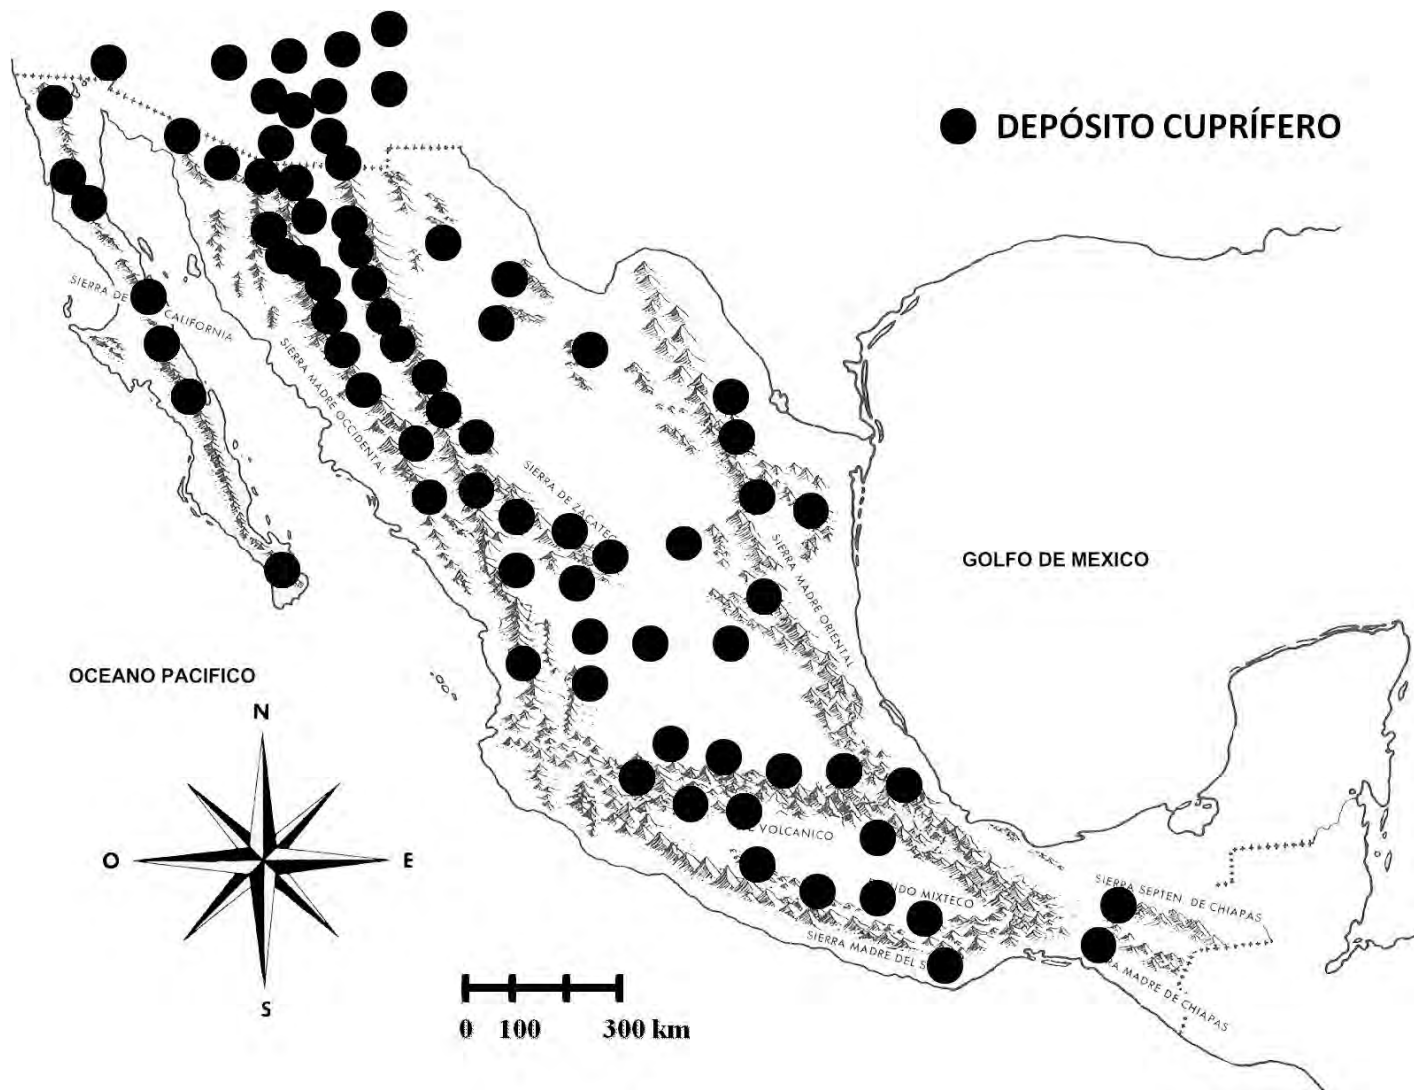 DEPÓSITO CUPRÍFERO
SIERRA DE
CALIFORNIA
SIERRA MADRE OCCIDENTAL
SIERRA DE ZACATEC
SIERRA MADRE ORIENTAL
GOLFO DE MEXICO
OCEANO PACIFICO
N
O
E
S
VOLCANICO
MIXTECO
SIERRA SEPTEN. DE CHIAPAS
SIERRA MADRE DEL S
MADRE DE CHIAPAS
0 100 300 km